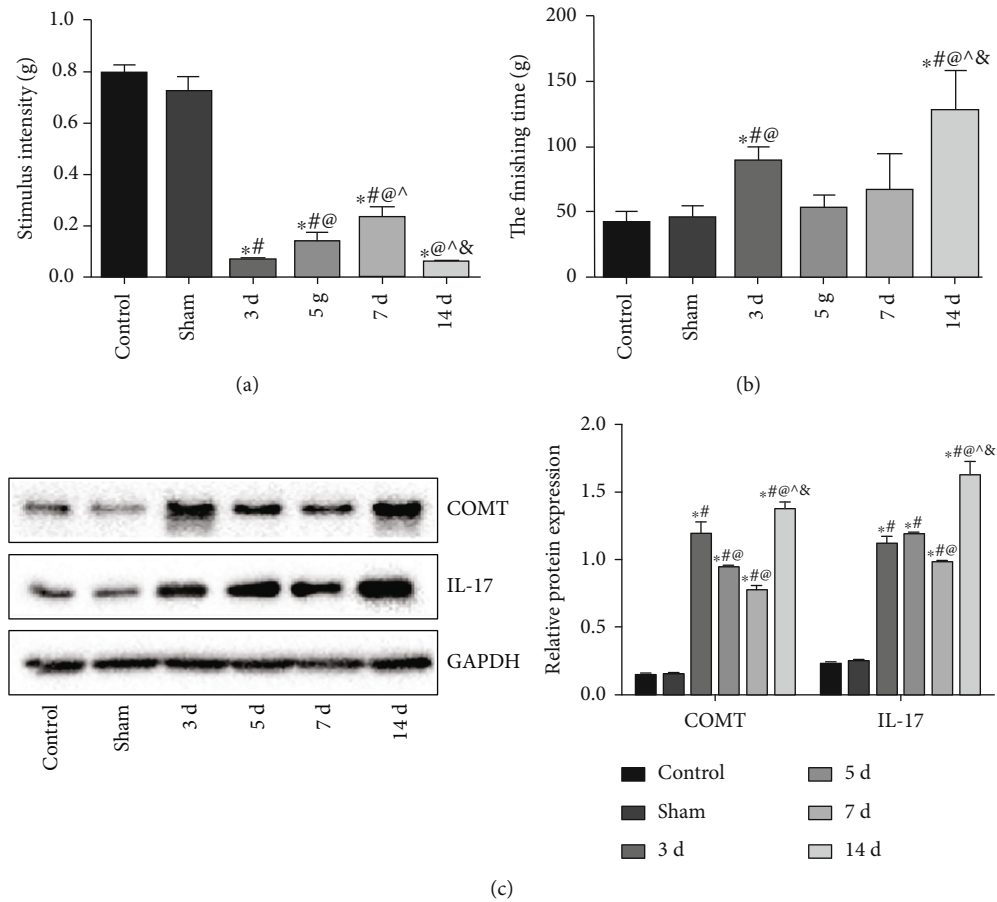 Stimulus intensity (g)
1.0
0.8
0.6
0.4
0.2
0.0
*#
*#@
*#@^
*@^&
Control
Sham
3 d
5 g
7 d
14 d
(a)
The finishing time (g)
200
150
100
50
0
*#@
*#@^&
Control
Sham
3 d
5 g
7 d
14 d
(b)
COMT
IL-17
GAPDH
Control
Sham
3 d
5 d
7 d
14 d
Relative protein expression
2.0
1.5
1.0
0.5
0.0
*#
*#@
*#@
*#@^&
*#
*#
*#@
*#@^&
COMT
IL-17
Control
Sham
3 d
5 d
7 d
14 d
(c)